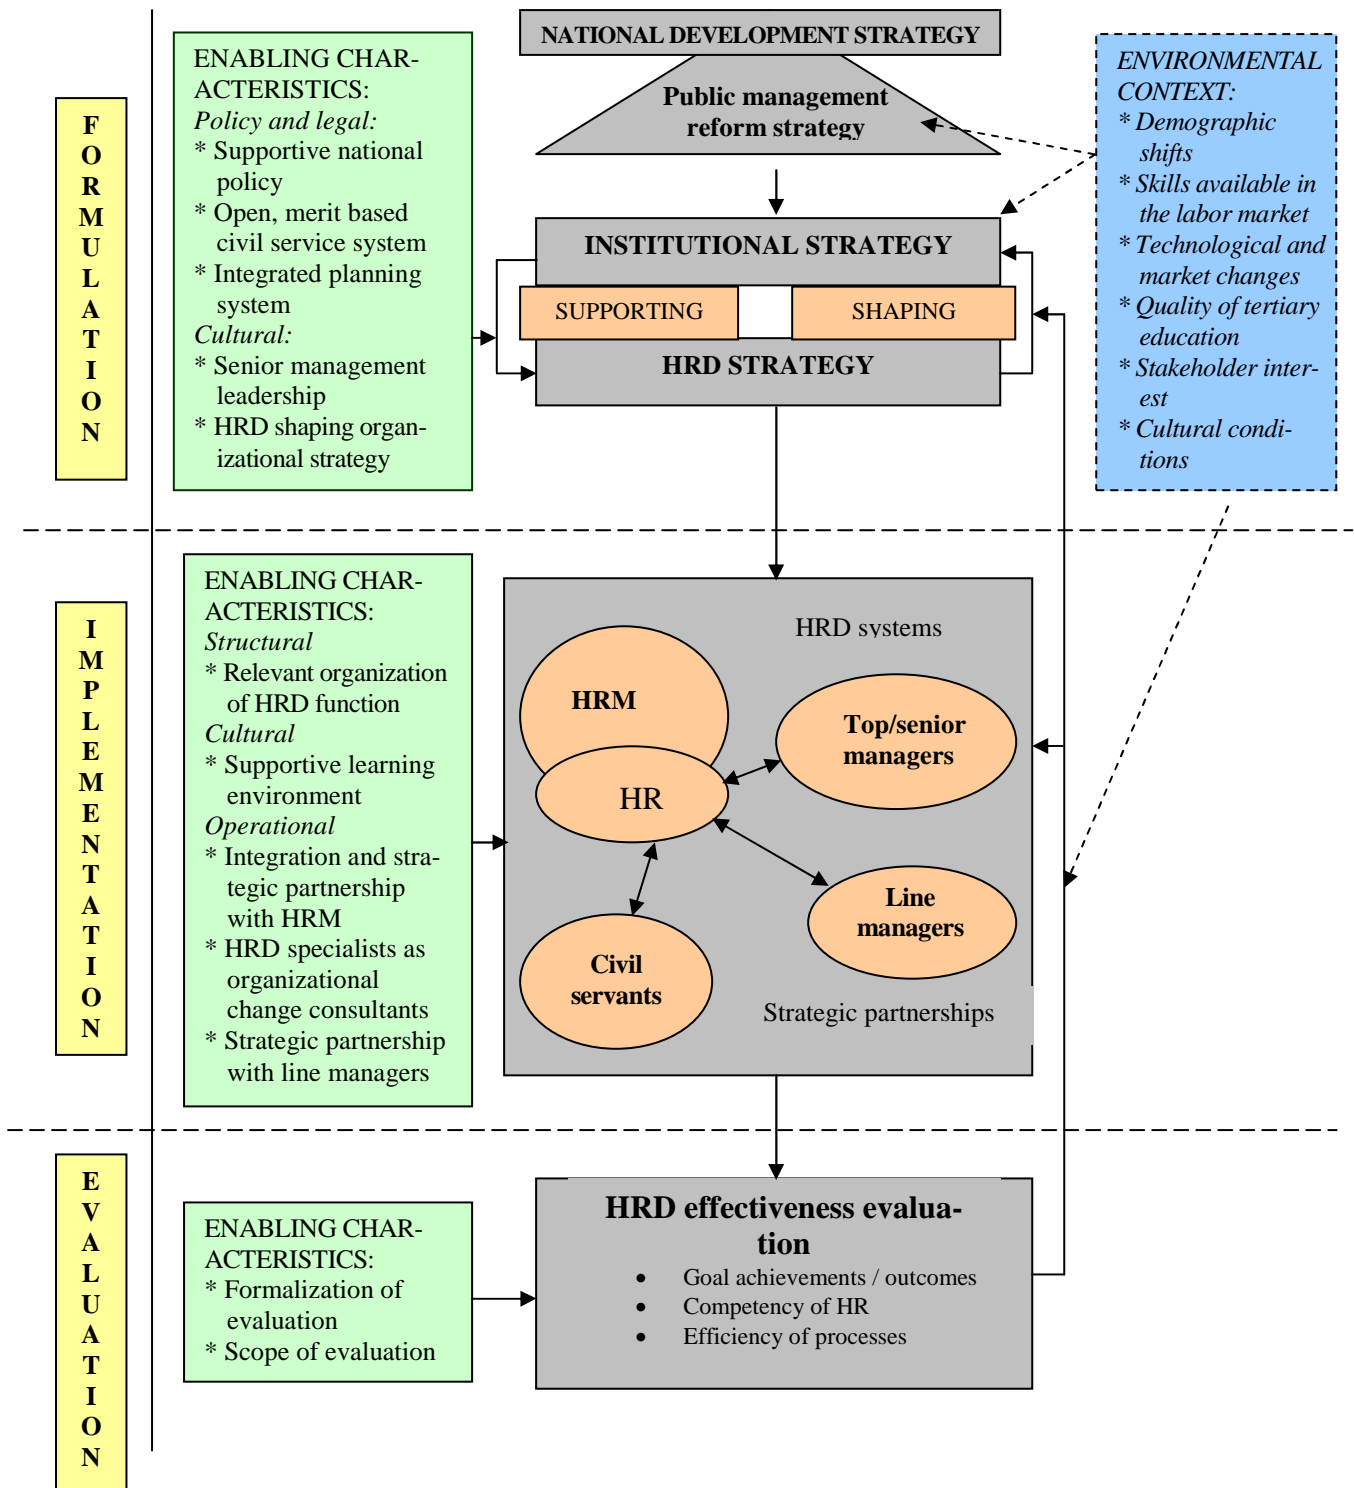 FORMULATION
ENABLING CHAR-
ACTERISTICS:
Policy and legal:
* Supportive national
policy
* Open, merit based
civil service system
* Integrated planning
system
Cultural:
* Senior management
leadership
* HRD shaping organ-
izational strategy
NATIONAL DEVELOPMENT STRATEGY
Public management
reform strategy
INSTITUTIONAL STRATEGY
SUPPORTING
SHAPING
HRD STRATEGY
ENVIRONMENTAL
CONTEXT:
* Demographic
shifts
* Skills available in
the labor market
* Technological and
market changes
* Quality of tertiary
education
* Stakeholder inter-
est
* Cultural condi-
tions
IMPLEMENTATION
ENABLING CHAR-
ACTERISTICS:
Structural
* Relevant organization
of HRD function
Cultural
* Supportive learning
environment
Operational
* Integration and stra-
tegic partnership
with HRM
* HRD specialists as
organizational
change consultants
* Strategic partnership
with line managers
HRD systems
HRM
HR
Top/senior
managers
Line
managers
Civil
servants
Strategic partnerships
EVALUATION
ENABLING CHAR-
ACTERISTICS:
* Formalization of
evaluation
* Scope of evaluation
HRD effectiveness evalua-
tion
• Goal achievements / outcomes
• Competency of HR
• Efficiency of processes